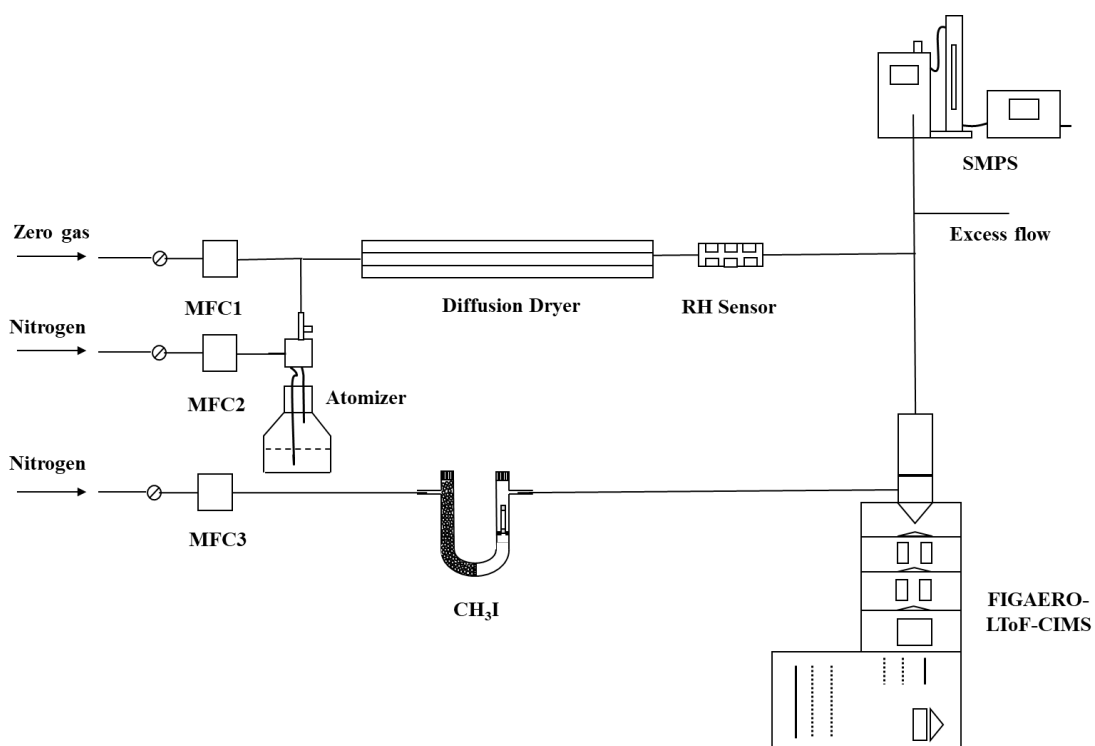 SMPS
Zero gas
Excess flow
MFC1
Diffusion Dryer
RH Sensor
Nitrogen
MFC2
Atomizer
Nitrogen
MFC3
CH₃I
FIGAERO-
LToF-CIMS